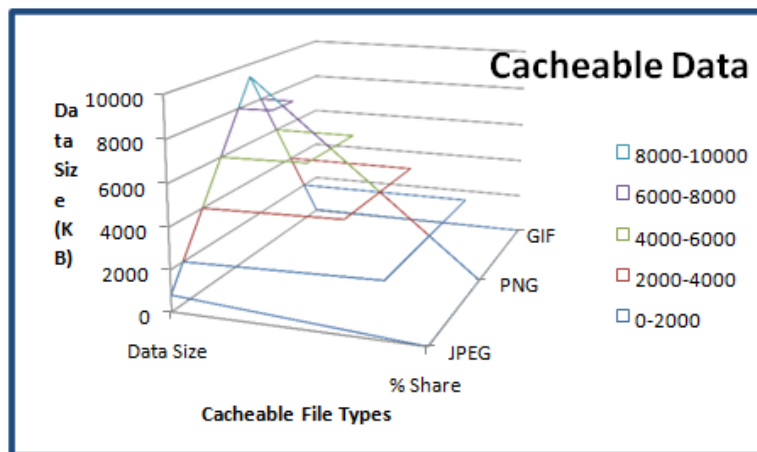 Cacheable Data
Da
ta
Siz
e
(K
B)
10000
8000
6000
4000
2000
0
Data Size
% Share
JPEG
PNG
GIF
Cacheable File Types
8000-10000
6000-8000
4000-6000
2000-4000
0-2000